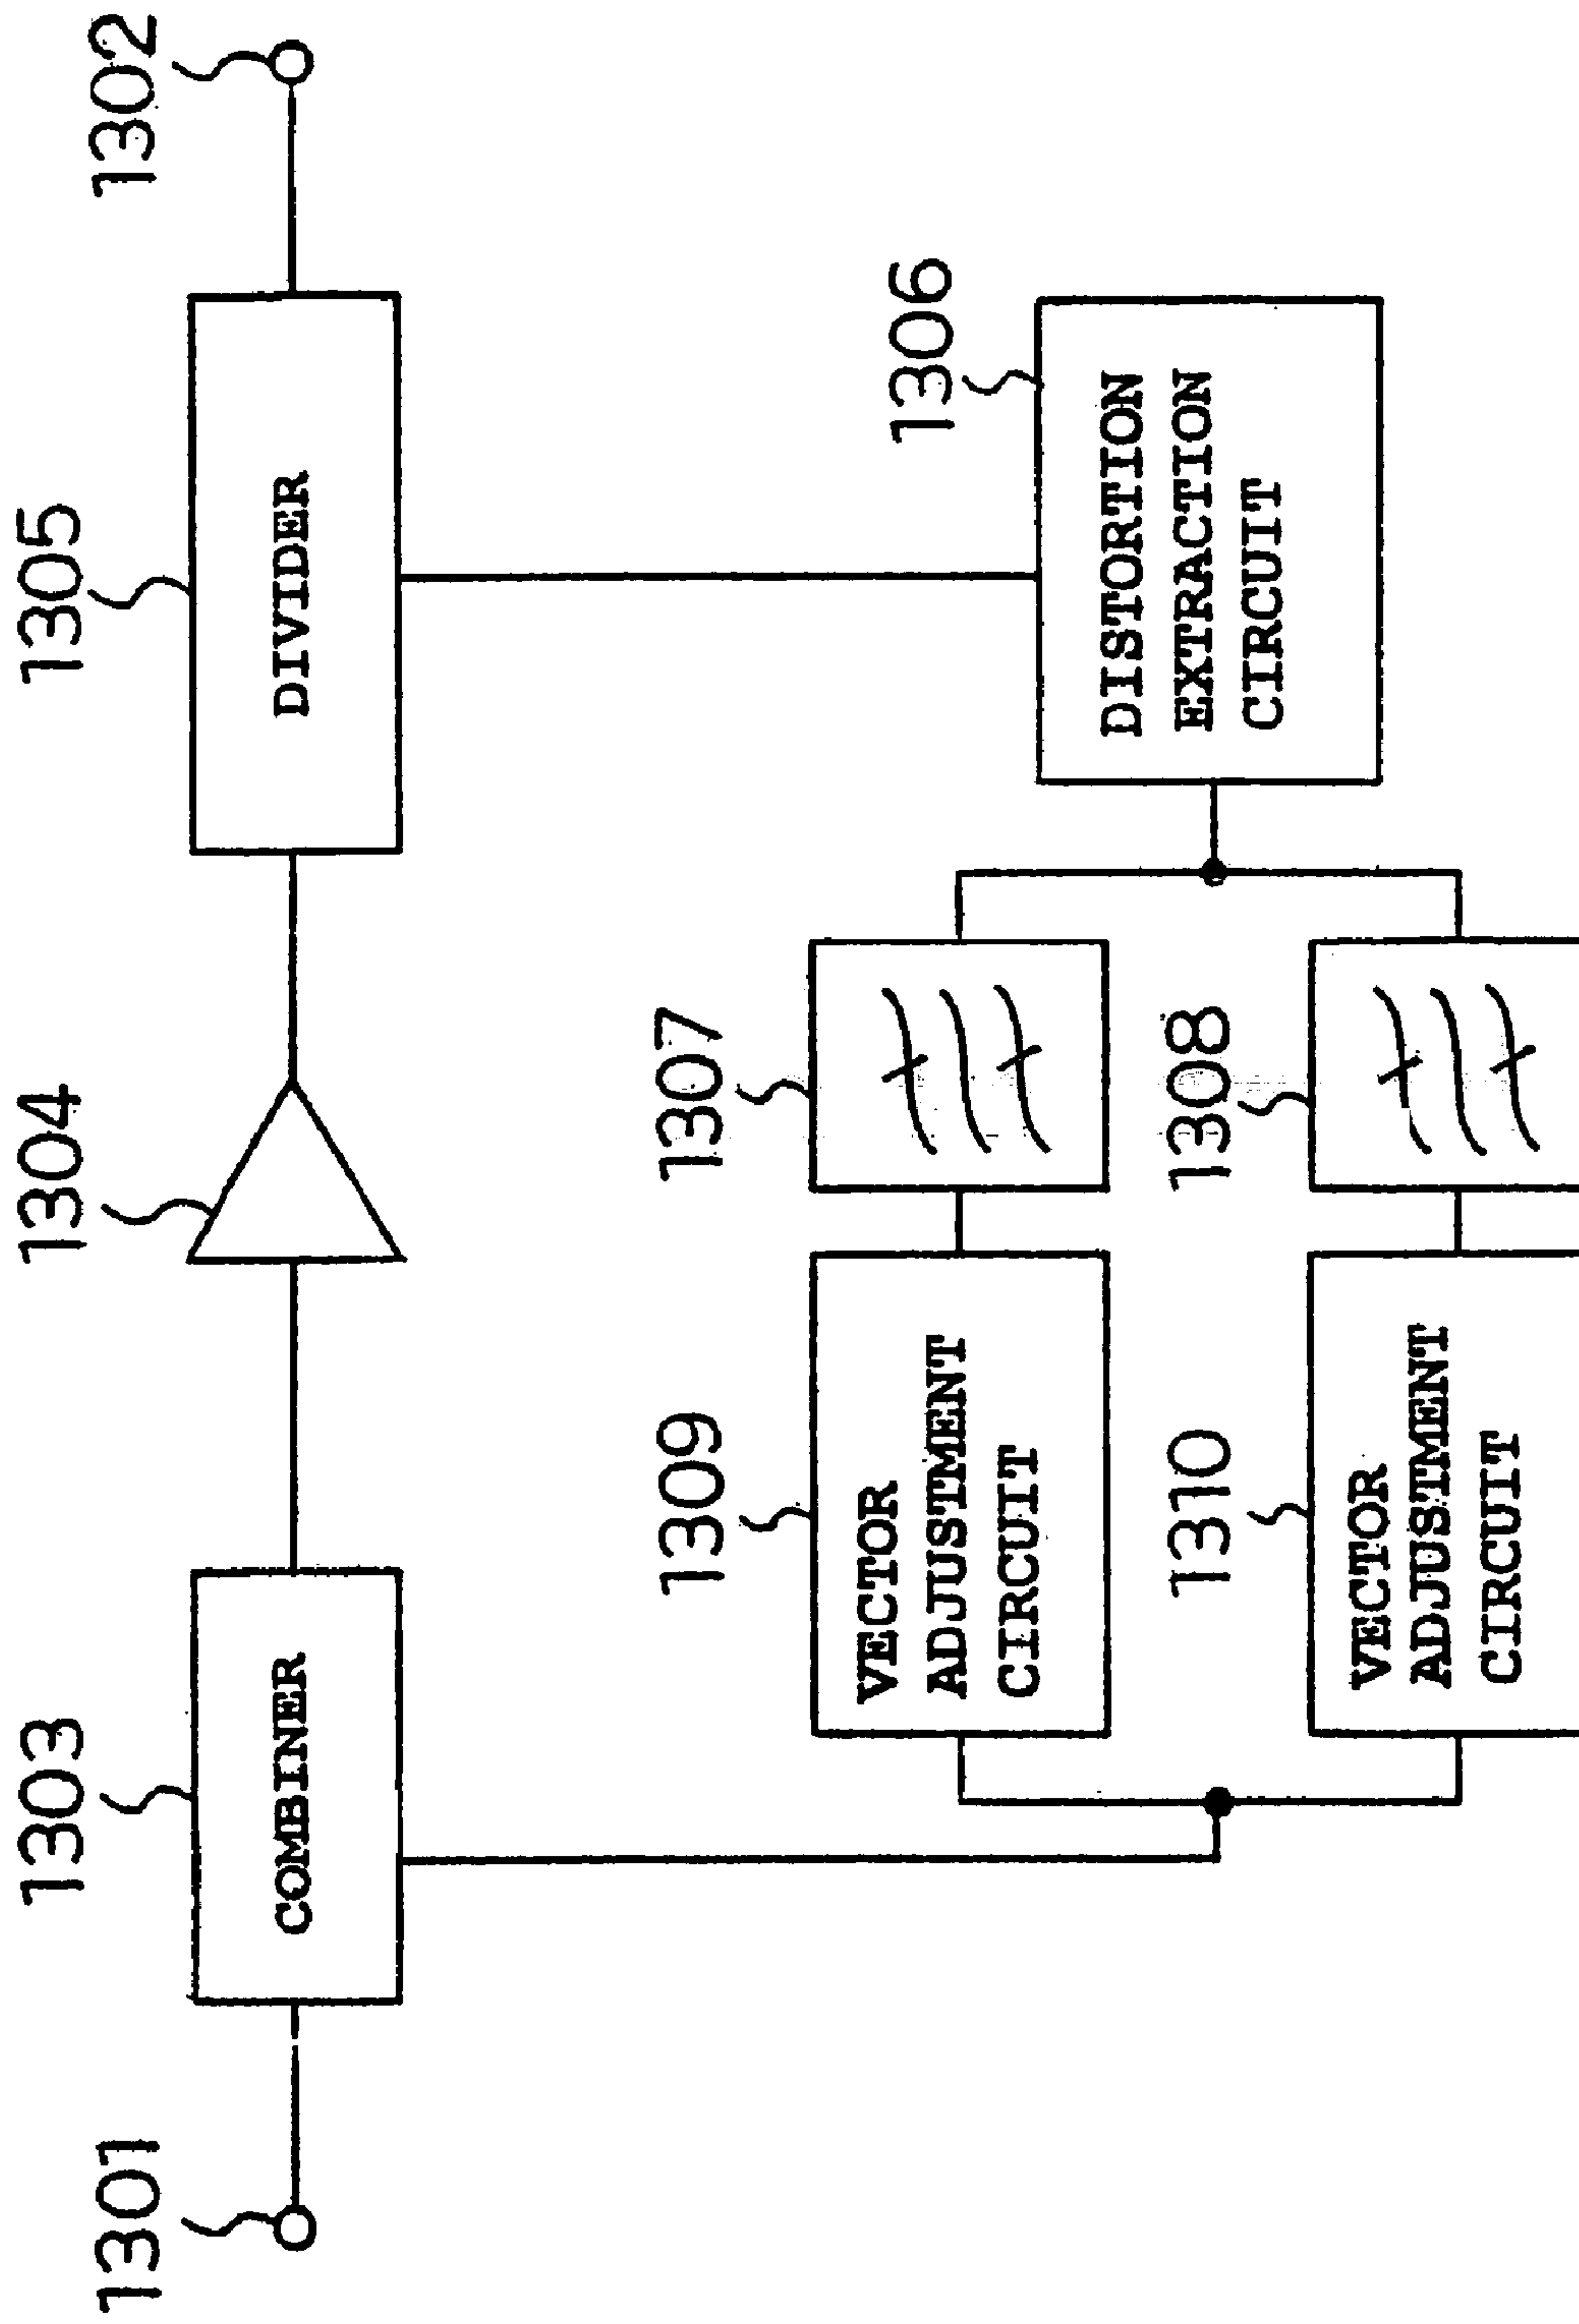 1301
1303
1304
1305
1302
COMBINER
DIVIDER
1309
1307
1306
VECTOR
ADJUSTMENT
CIRCUIT
DISTORTION
EXTRACTION
CIRCUIT
1310
1308
VECTOR
ADJUSTMENT
CIRCUIT